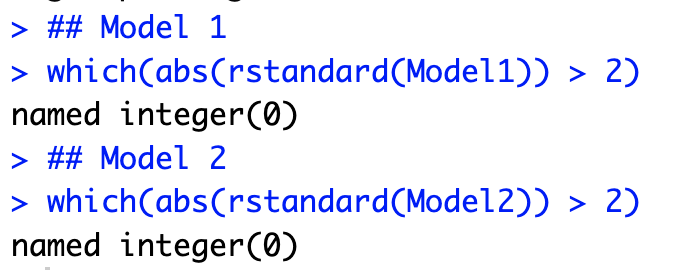 > ## Model 1
> which(abs(rstandard(Model1)) > 2)
named integer(0)
> ## Model 2
> which(abs(rstandard(Model2)) > 2)
named integer(0)